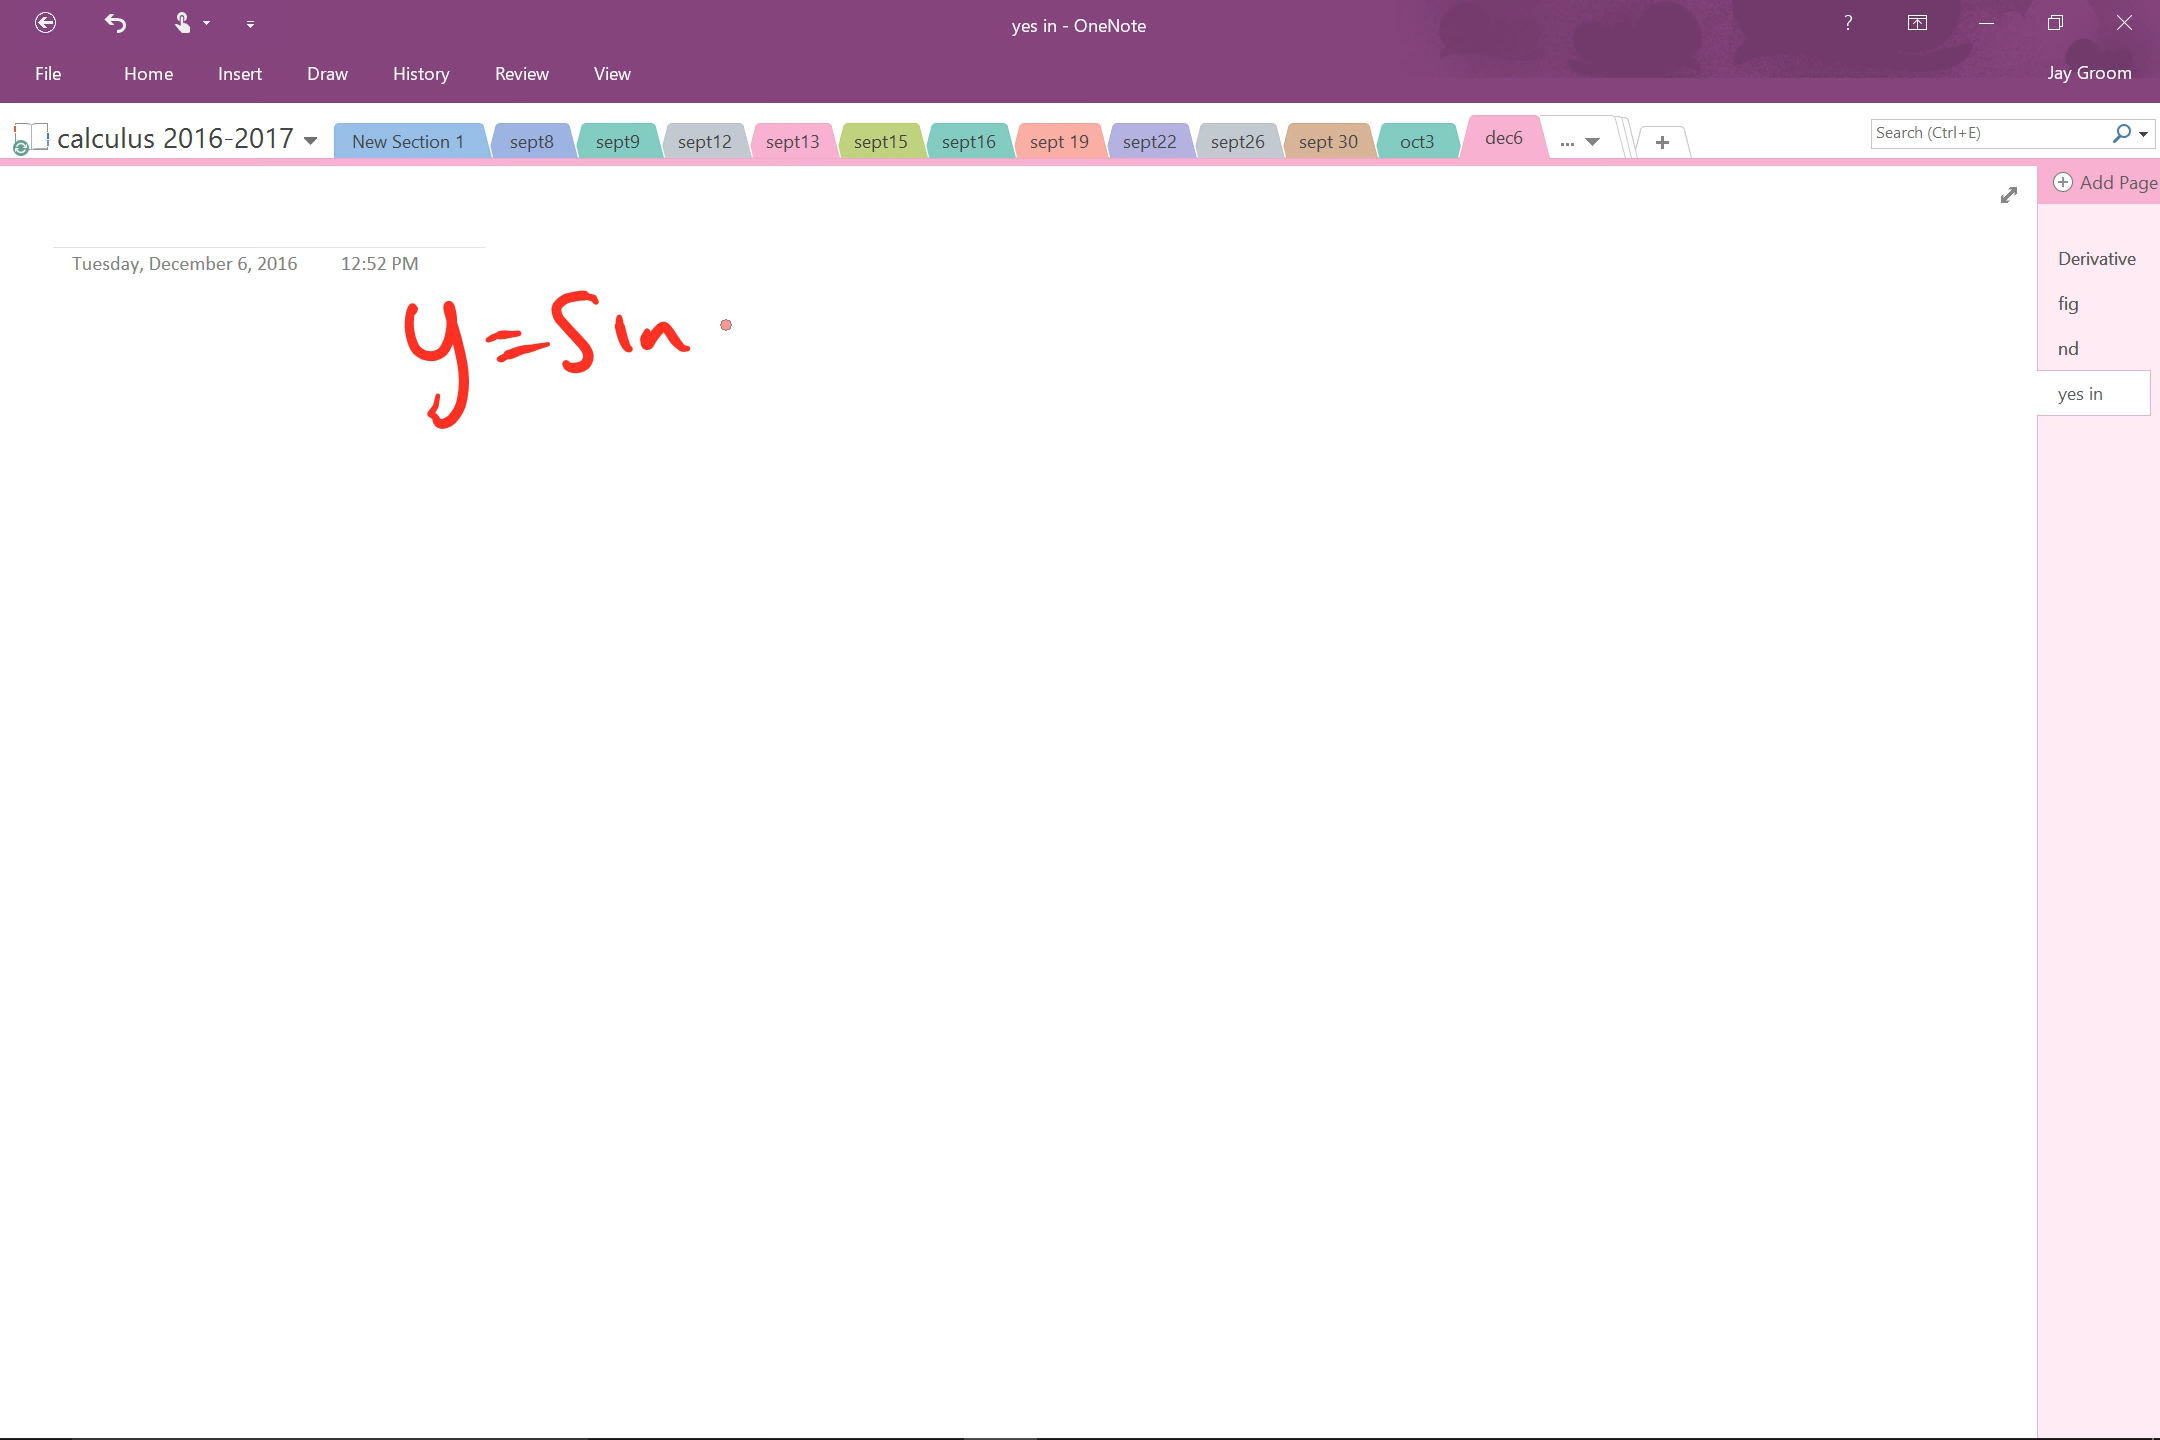 yes in - OneNote
?
File Home Insert Draw History Review View
Jay Groom
calculus 2016-2017
New Section 1 sept8 sept9 sept12 sept13 sept15 sept16 sept 19 sept22 sept26 sept 30 oct3 dec6 ... +
Search (Ctrl+E)
Add Page
Tuesday, December 6, 2016 12:52 PM
y=sin
Derivative
fig
nd
yes in